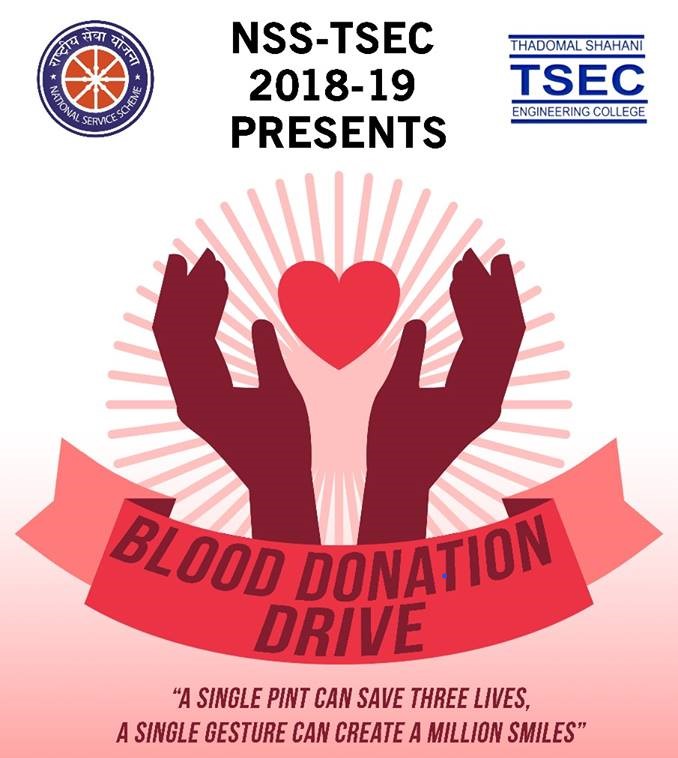 राष्ट्रीय सेवा योजना
NATIONAL SERVICE SCHEME
NSS-TSEC
2018-19
PRESENTS
THADOMAL SHAHANI
TSEC
ENGINEERING COLLEGE
BLOOD DONATION
DRIVE
“A SINGLE PINT CAN SAVE THREE LIVES,
A SINGLE GESTURE CAN CREATE A MILLION SMILES”